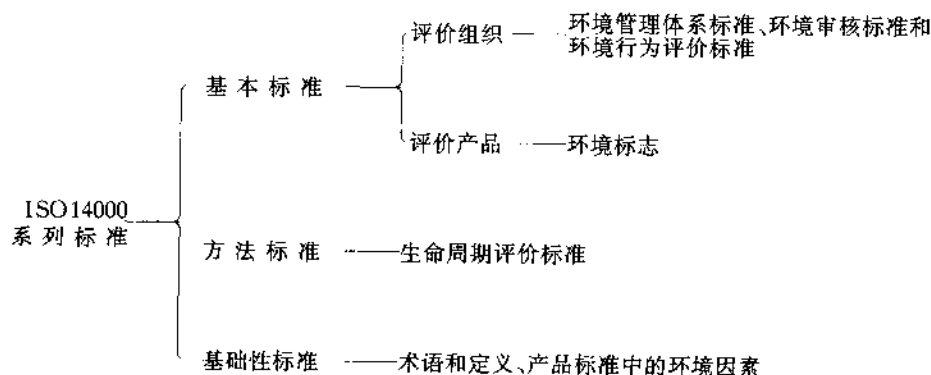 环境管理体系标准、环境审核标准和
评价组织
环境行为评价标准
基本标准
评价产品
环境标志
ISO14000
系列标准
方法标准
生命周期评价标准
基础性标准
术语和定义、产品标准中的环境因素